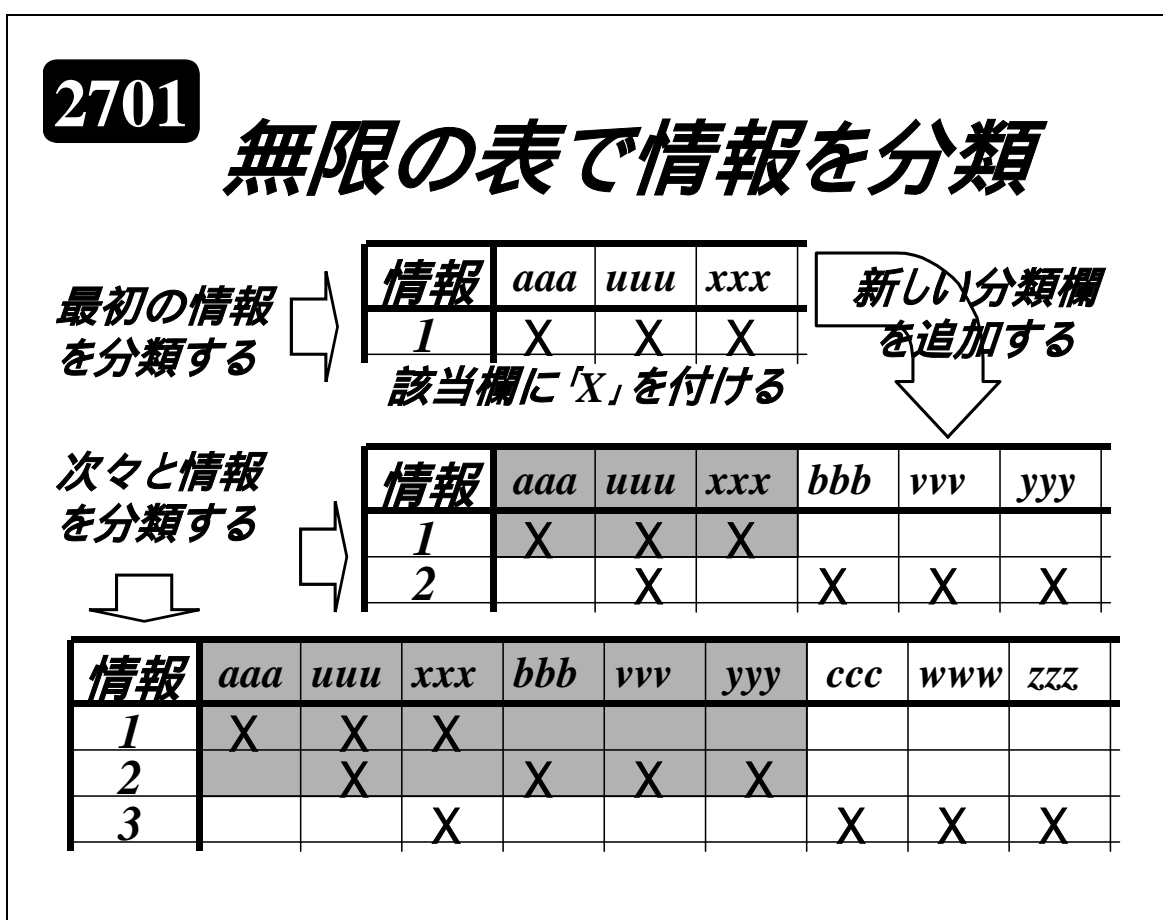 2701
無限の表で情報を分類
最初の情報
を分類する
情報 aaa uuu xxx
1 X X X
該当欄に「X」を付ける
新しい分類欄
を追加する
次々と情報
を分類する
情報 aaa uuu xxx bbb vvv yyy
1 X X X
2 X X X X
情報 aaa uuu xxx bbb vvv yyy ccc www zzz
1 X X X
2 X X X X
3 X X X X